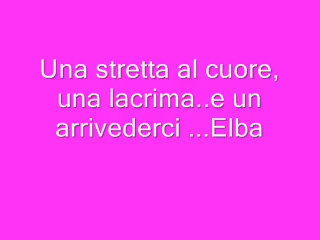 Una stretta al cuore,
una lacrima..e un
arrivederci ...Elba